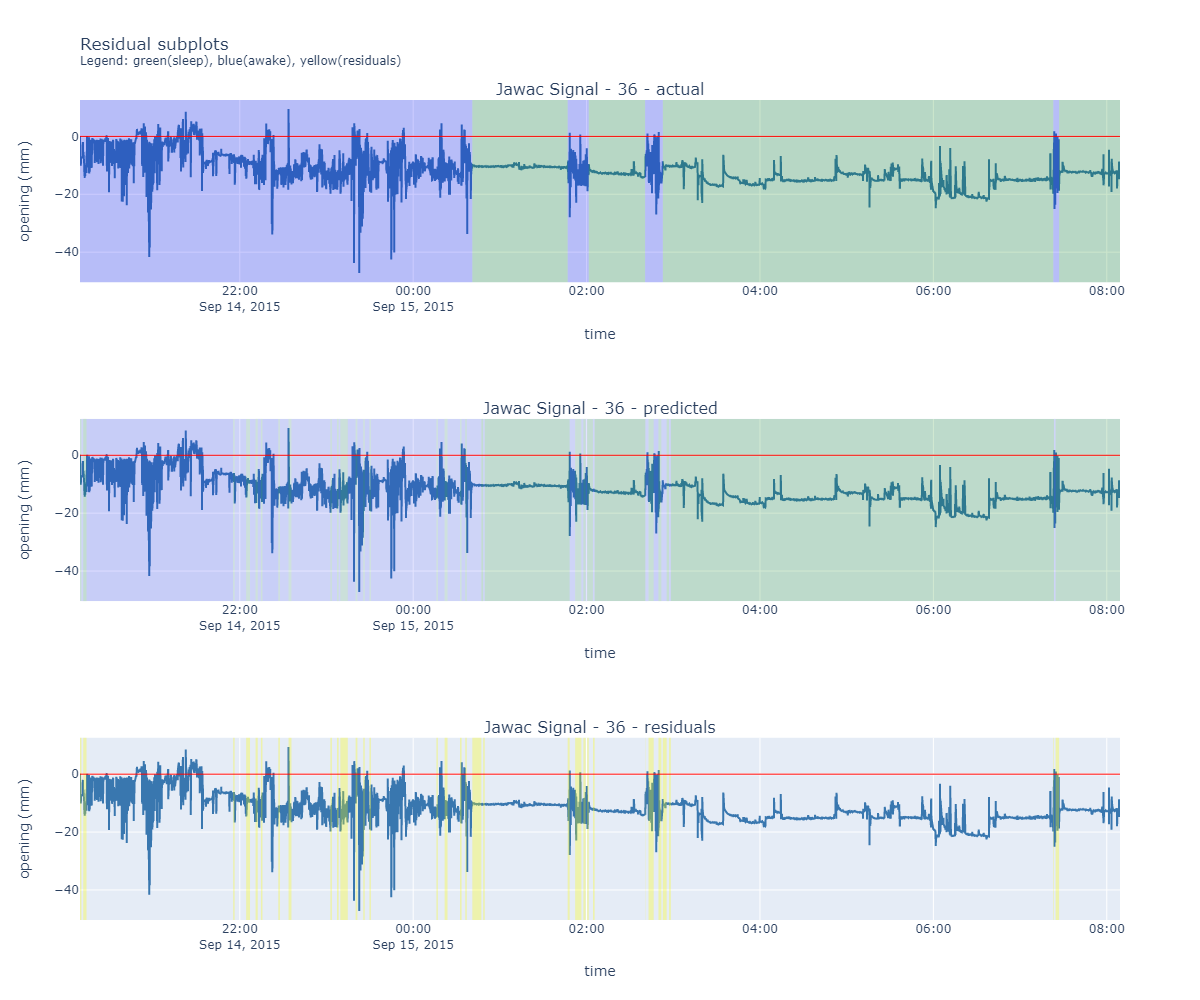 Residual subplots
Legend: green(sleep), blue(awake), yellow(residuals)
Jawac Signal - 36 - actual
opening (mm)
0
−20
−40
22:00
Sep 14, 2015
00:00
Sep 15, 2015
02:00
04:00
06:00
08:00
time
Jawac Signal - 36 - predicted
opening (mm)
0
−20
−40
22:00
Sep 14, 2015
00:00
Sep 15, 2015
02:00
04:00
06:00
08:00
time
Jawac Signal - 36 - residuals
opening (mm)
0
−20
−40
22:00
Sep 14, 2015
00:00
Sep 15, 2015
02:00
04:00
06:00
08:00
time